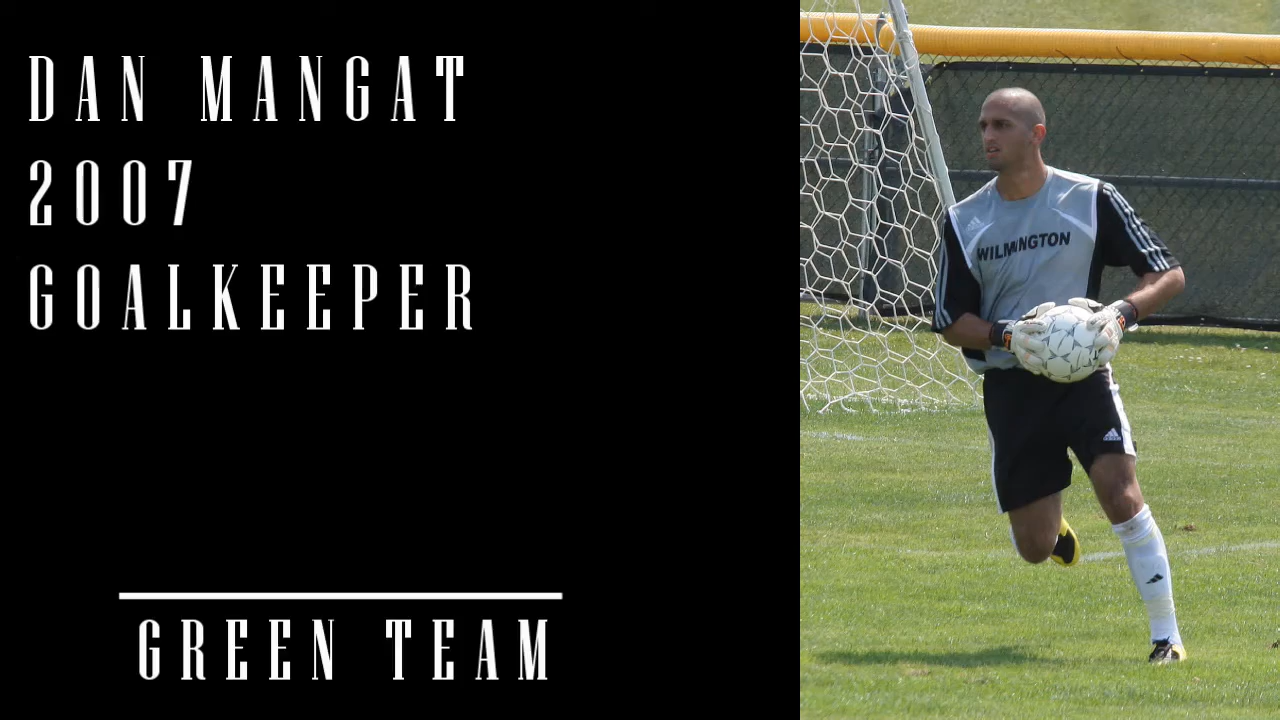 DAN MANGAT
2007
GOALKEEPER
GREEN TEAM
WILMINGTON